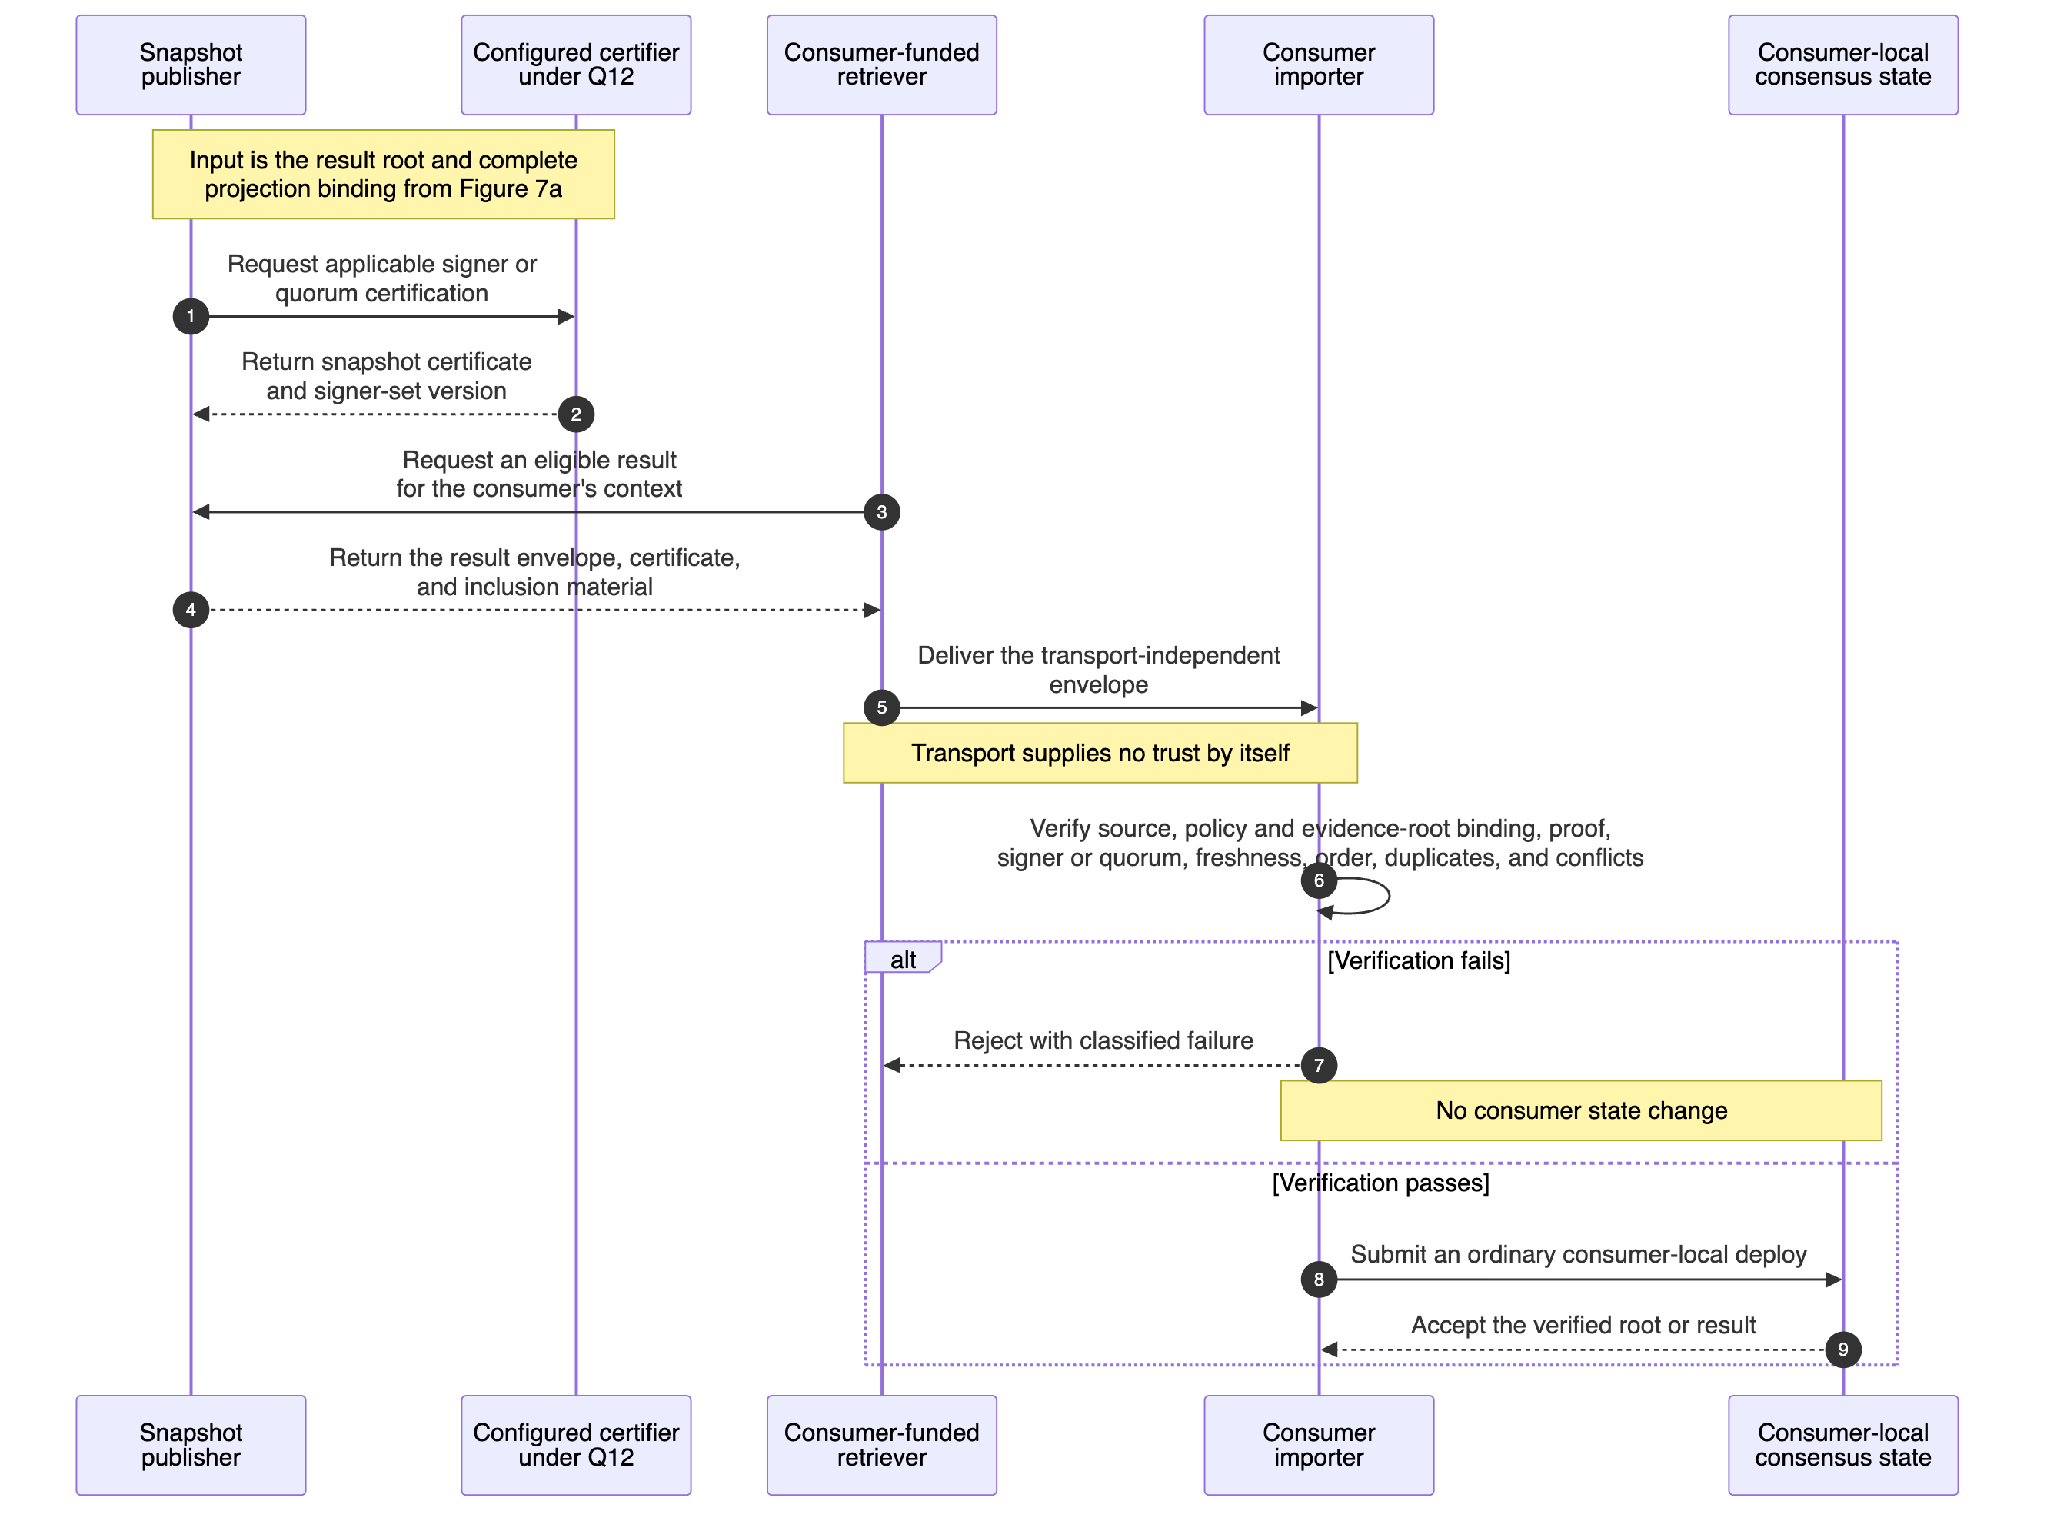 Snapshot
publisher
Configured certifier
under Q12
Consumer-funded
retriever
Consumer
importer
Consumer-local
consensus state
Input is the result root and complete
projection binding from Figure 7a
Request applicable signer or
quorum certification
1
Return snapshot certificate
and signer-set version
2
Request an eligible result
for the consumer's context
3
Return the result envelope, certificate,
and inclusion material
4
Deliver the transport-independent
envelope
5
Transport supplies no trust by itself
Verify source, policy and evidence-root binding, proof,
signer or quorum, freshness, order, duplicates, and conflicts
6
alt
[Verification fails]
Reject with classified failure
7
No consumer state change
[Verification passes]
Submit an ordinary consumer-local deploy
8
Accept the verified root or result
9
Snapshot
publisher
Configured certifier
under Q12
Consumer-funded
retriever
Consumer
importer
Consumer-local
consensus state